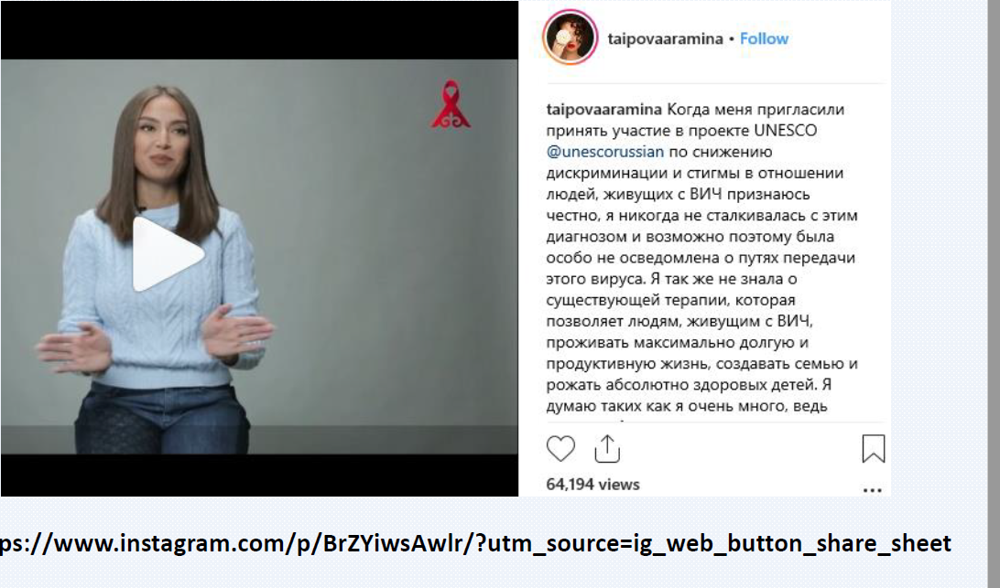 taipovaaramina • Follow
taipovaaramina Когда меня пригласили
принять участие в проекте UNESCO
@unescorussian по снижению
дискриминации и стигмы в отношении
людей, живущих с ВИЧ признаюсь
честно, я никогда не сталкивалась с этим
диагнозом и возможно поэтому была
особо не осведомлена о путях передачи
этого вируса. Я так же не знала о
существующей терапии, которая
позволяет людям, живущим с ВИЧ,
проживать максимально долгую и
продуктивную жизнь, создавать семью и
рожать абсолютно здоровых детей. Я
думаю таких как я очень много, ведь
64,194 views
ps://www.instagram.com/p/BrZYiwsAwlr/?utm_source=ig_web_button_share_sheet